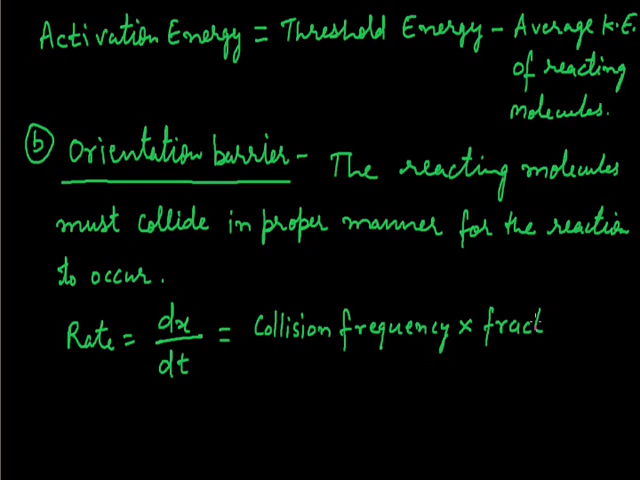 Activation Energy = Threshold Energy - Average K.E.
of reacting
molecules.
(b) Orientation barrier - The reacting molecules
must collide in proper manner for the reaction
to occur.
Rate = dx/dt = Collision frequency × fract